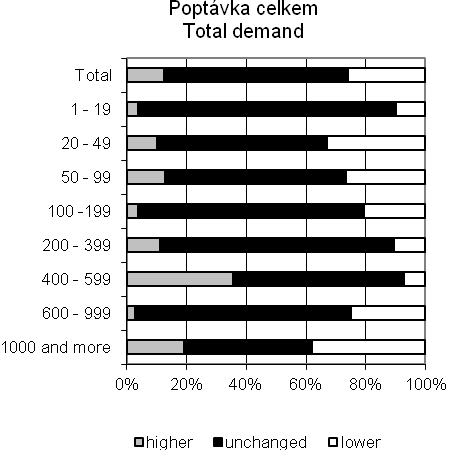 Poptávka celkem
Total demand
Total
1 - 19
20 - 49
50 - 99
100 -199
200 - 399
400 - 599
600 - 999
1000 and more
0% 20% 40% 60% 80% 100%
higher unchanged lower